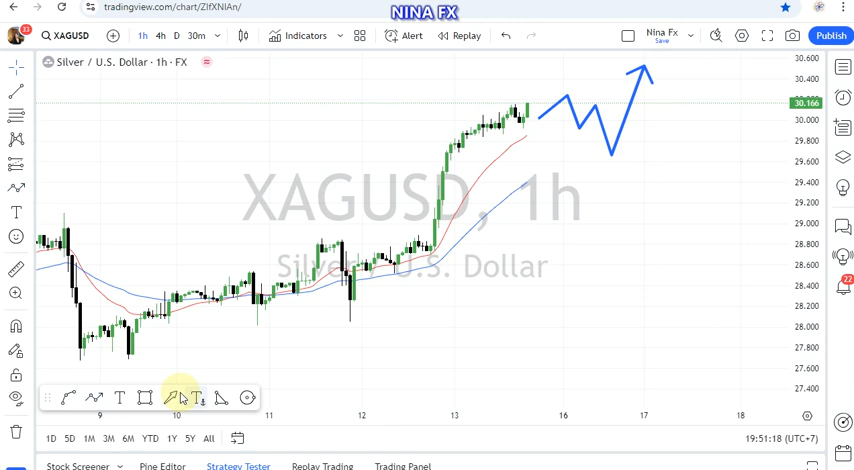 tradingview.com/chart/ZlfXNIAn/
NINA FX
33
XAGUSD
1h 4h D 30m
Indicators
Alert
Replay
Nina Fx
Save
Publish
Silver / U.S. Dollar · 1h · FX
XAGUSD, 1h
Silver / U.S. Dollar
30.600
30.400
30.166
30.000
29.800
29.600
29.400
29.200
29.000
28.800
28.600
28.400
28.200
28.000
27.800
27.600
27.400
22
9 10 11 12 13 16 17 18
1D 5D 1M 3M 6M YTD 1Y 5Y All
19:51:18 (UTC+7)
Stock Screener Pine Editor Strategy Tester Replay Trading Trading Panel